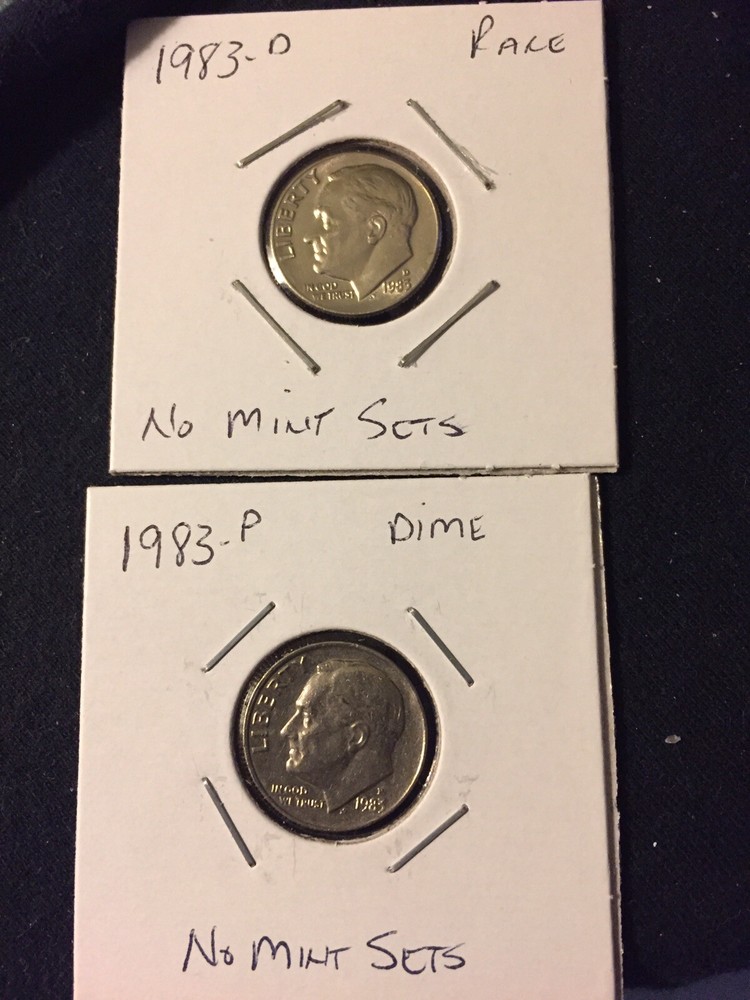 1983-D RARE
LIBERTY
IN GOD
WE TRUST
D
1983
No MINT SETS
1983-P DIME
LIBERTY
IN GOD
WE TRUST
P
1983
No MINT SETS